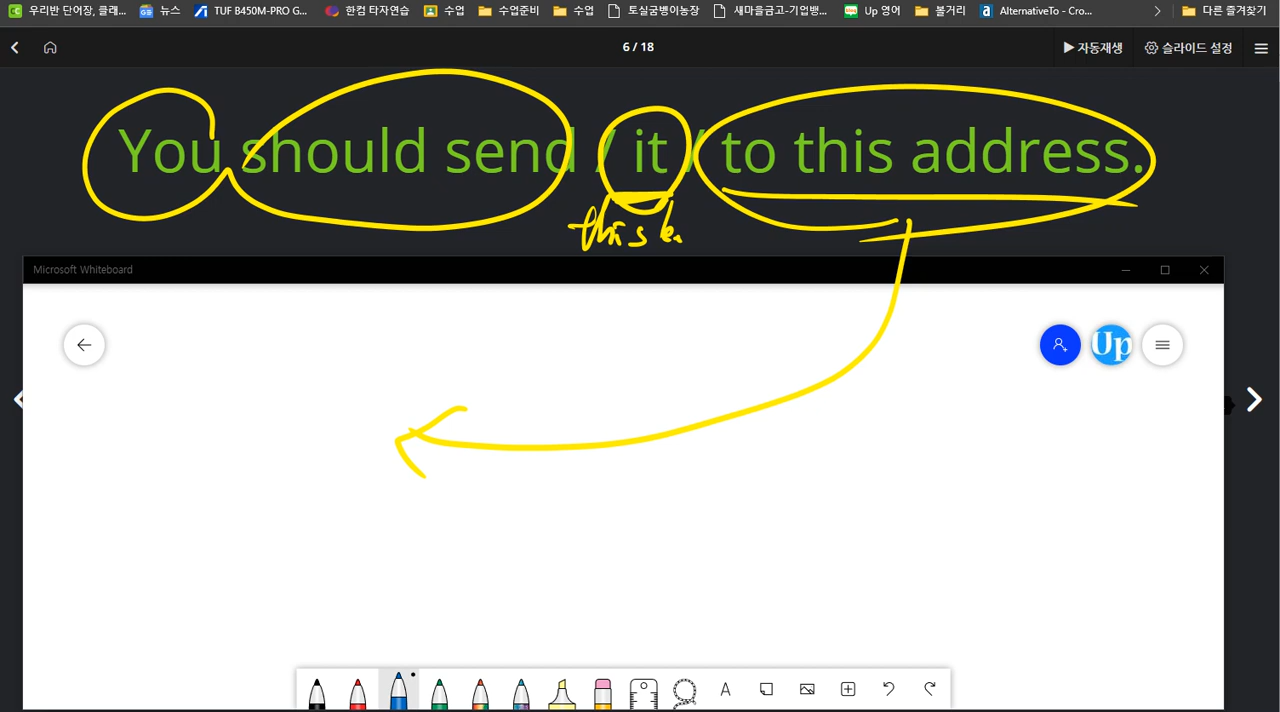 우리반 단어장, 클래... 뉴스 TUF B450M-PRO G... 한컴 타자연습 수업 수업준비 수업 토실굼벵이농장 새마을금고-기업뱅... Up 영어 볼거리 AlternativeTo - Cro... 다른 즐겨찾기
6 / 18 자동재생 슬라이드 설정
You should send / it / to this address.
this
Microsoft Whiteboard
Up
A